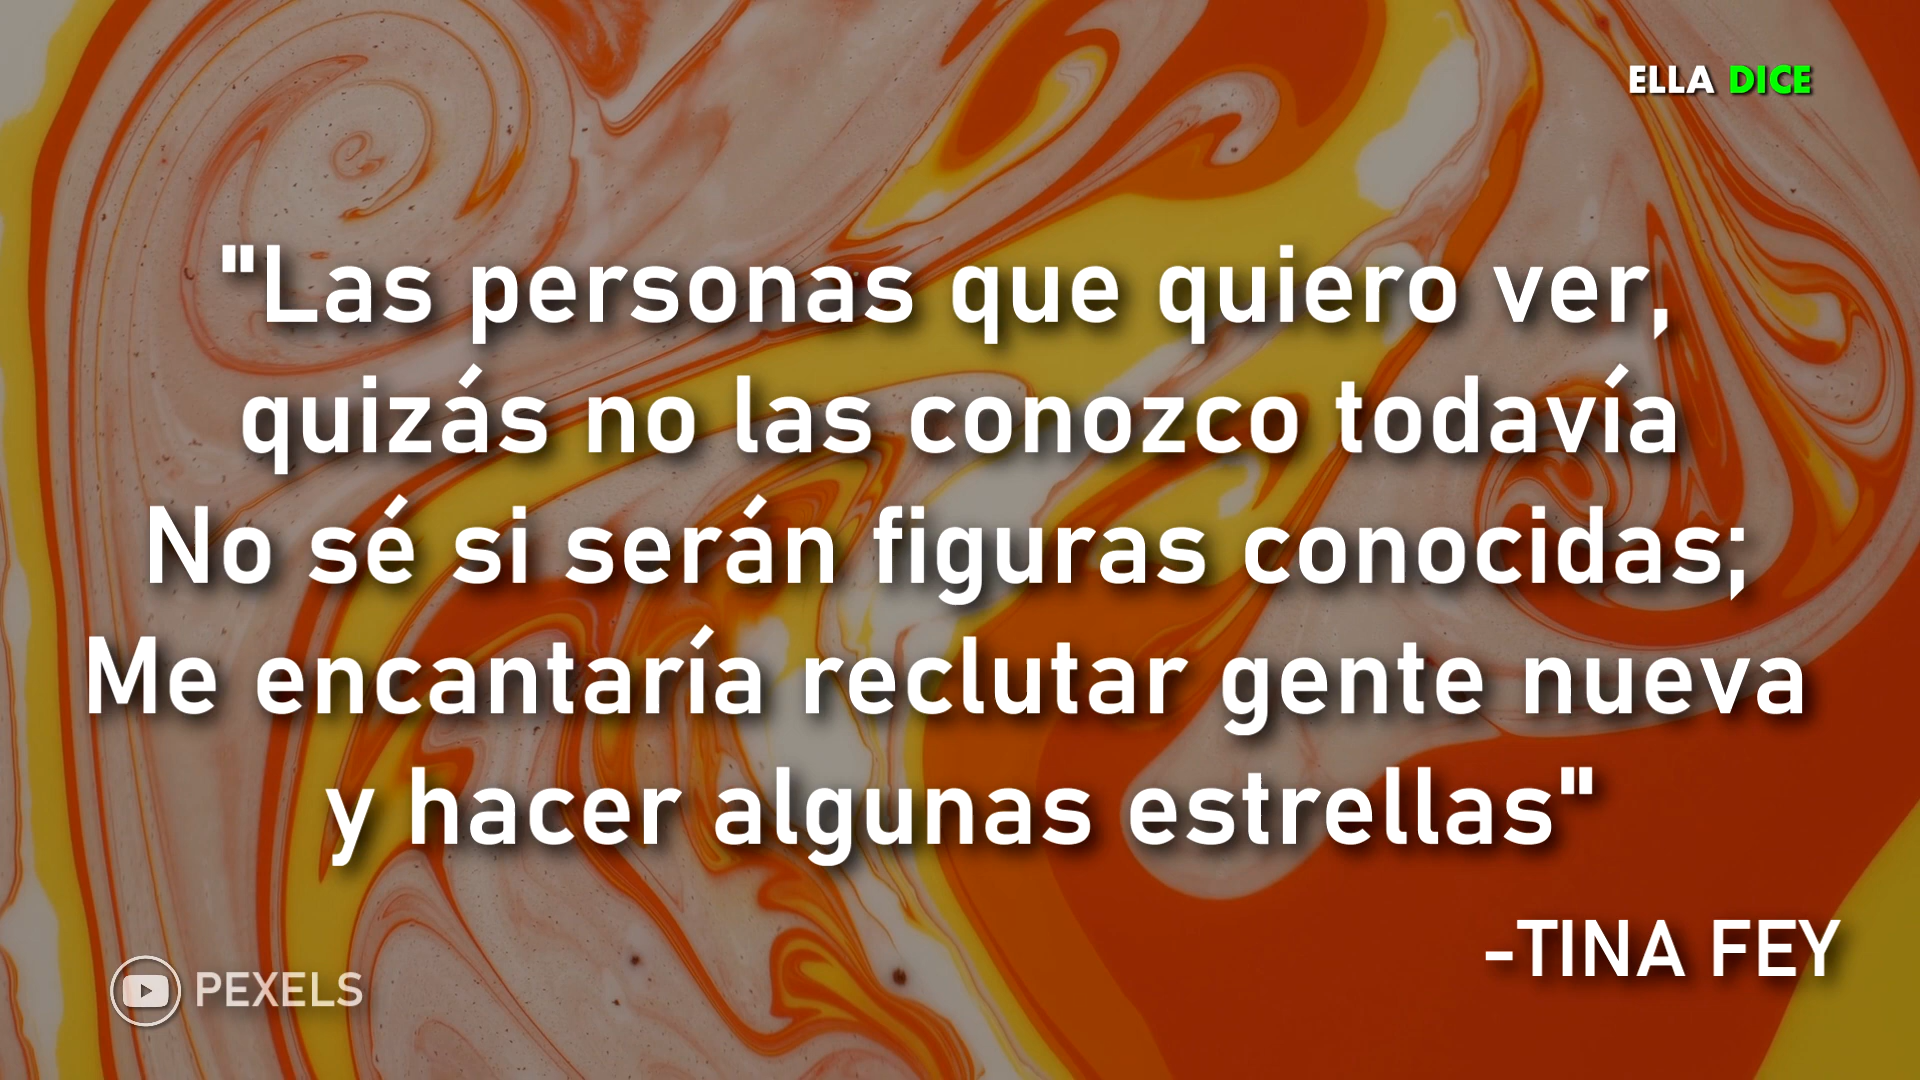 ELLA DICE
"Las personas que quiero ver,
quizás no las conozco todavía
No sé si serán figuras conocidas;
Me encantaría reclutar gente nueva
y hacer algunas estrellas"
-TINA FEY
PEXELS